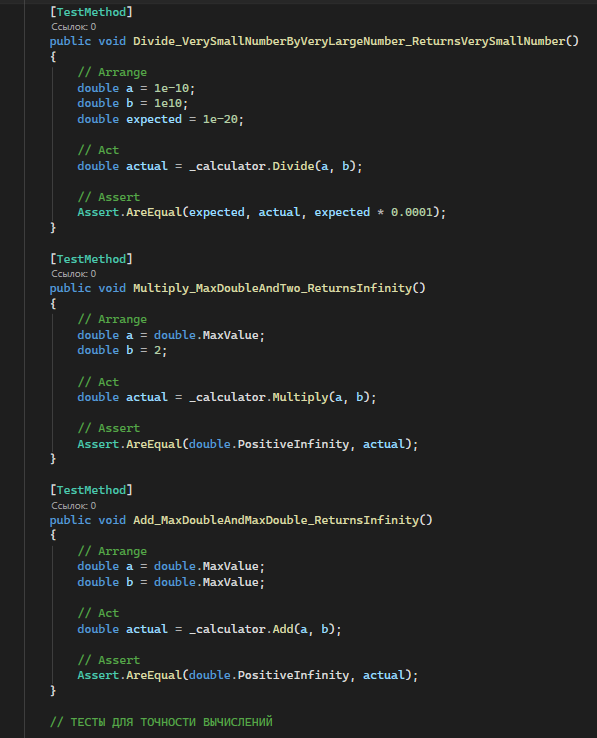 [TestMethod]
Ссылок: 0
public void Divide_VerySmallNumberByVeryLargeNumber_ReturnsVerySmallNumber()
{
// Arrange
double a = 1e-10;
double b = 1e10;
double expected = 1e-20;
// Act
double actual = _calculator.Divide(a, b);
// Assert
Assert.AreEqual(expected, actual, expected * 0.0001);
}
[TestMethod]
Ссылок: 0
public void Multiply_MaxDoubleAndTwo_ReturnsInfinity()
{
// Arrange
double a = double.MaxValue;
double b = 2;
// Act
double actual = _calculator.Multiply(a, b);
// Assert
Assert.AreEqual(double.PositiveInfinity, actual);
}
[TestMethod]
Ссылок: 0
public void Add_MaxDoubleAndMaxDouble_ReturnsInfinity()
{
// Arrange
double a = double.MaxValue;
double b = double.MaxValue;
// Act
double actual = _calculator.Add(a, b);
// Assert
Assert.AreEqual(double.PositiveInfinity, actual);
}
// ТЕСТЫ ДЛЯ ТОЧНОСТИ ВЫЧИСЛЕНИЙ